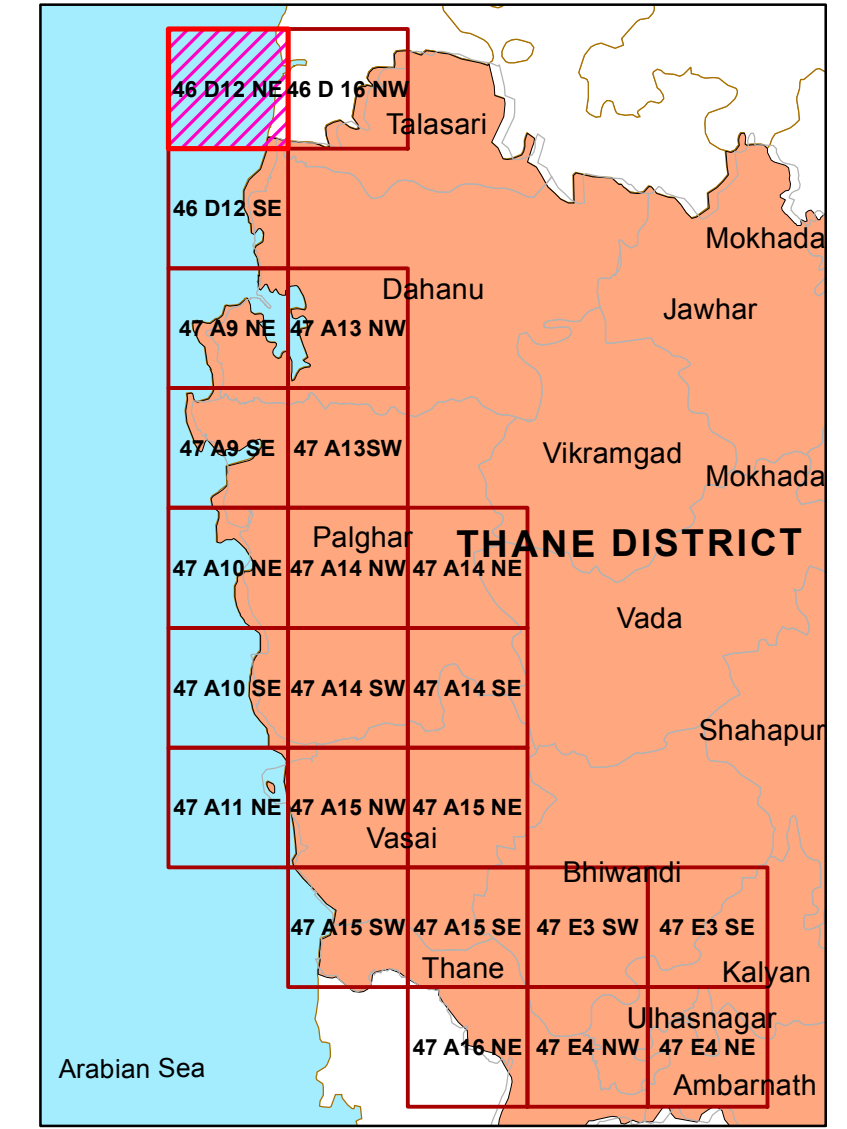 46 D12 NE
46 D 16 NW
Talasari
46 D12 SE
Mokhada
Dahanu
Jawhar
47 A9 NE
47 A13 NW
47 A9 SE
47 A13SW
Vikramgad
Mokhada
Palghar
THANE DISTRICT
47 A10 NE
47 A14 NW
47 A14 NE
Vada
47 A10 SE
47 A14 SW
47 A14 SE
Shahapur
47 A11 NE
47 A15 NW
47 A15 NE
Vasai
Bhiwandi
47 A15 SW
47 A15 SE
47 E3 SW
47 E3 SE
Thane
Kalyan
Ulhasnagar
47 A16 NE
47 E4 NW
47 E4 NE
Arabian Sea
Ambarnath